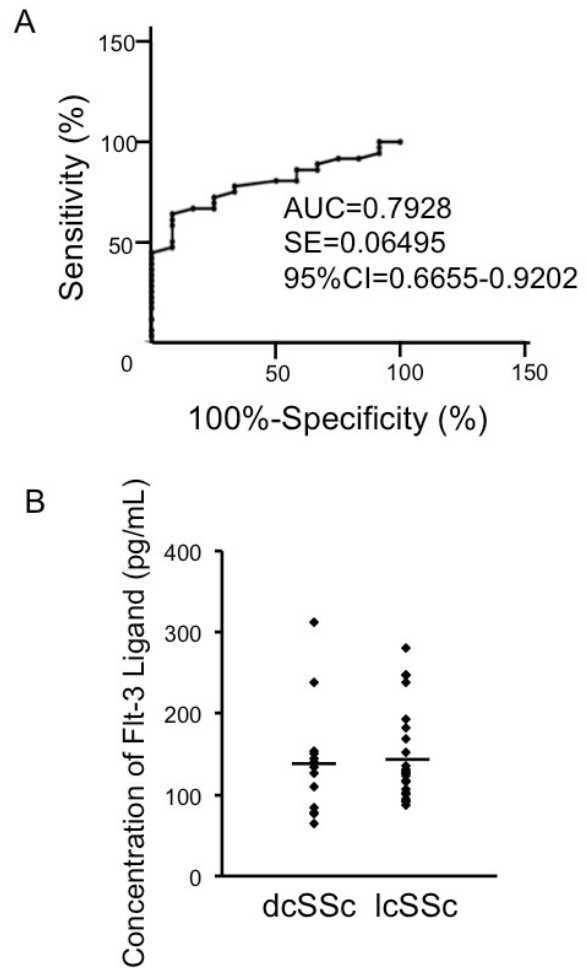 A
150
100
50
0
Sensitivity (%)
AUC=0.7928
SE=0.06495
95%CI=0.6655-0.9202
50
100
150
100%-Specificity (%)
B
Concentration of Flt-3 Ligand (pg/mL)
400
300
200
100
0
dcSSc
lcSSc